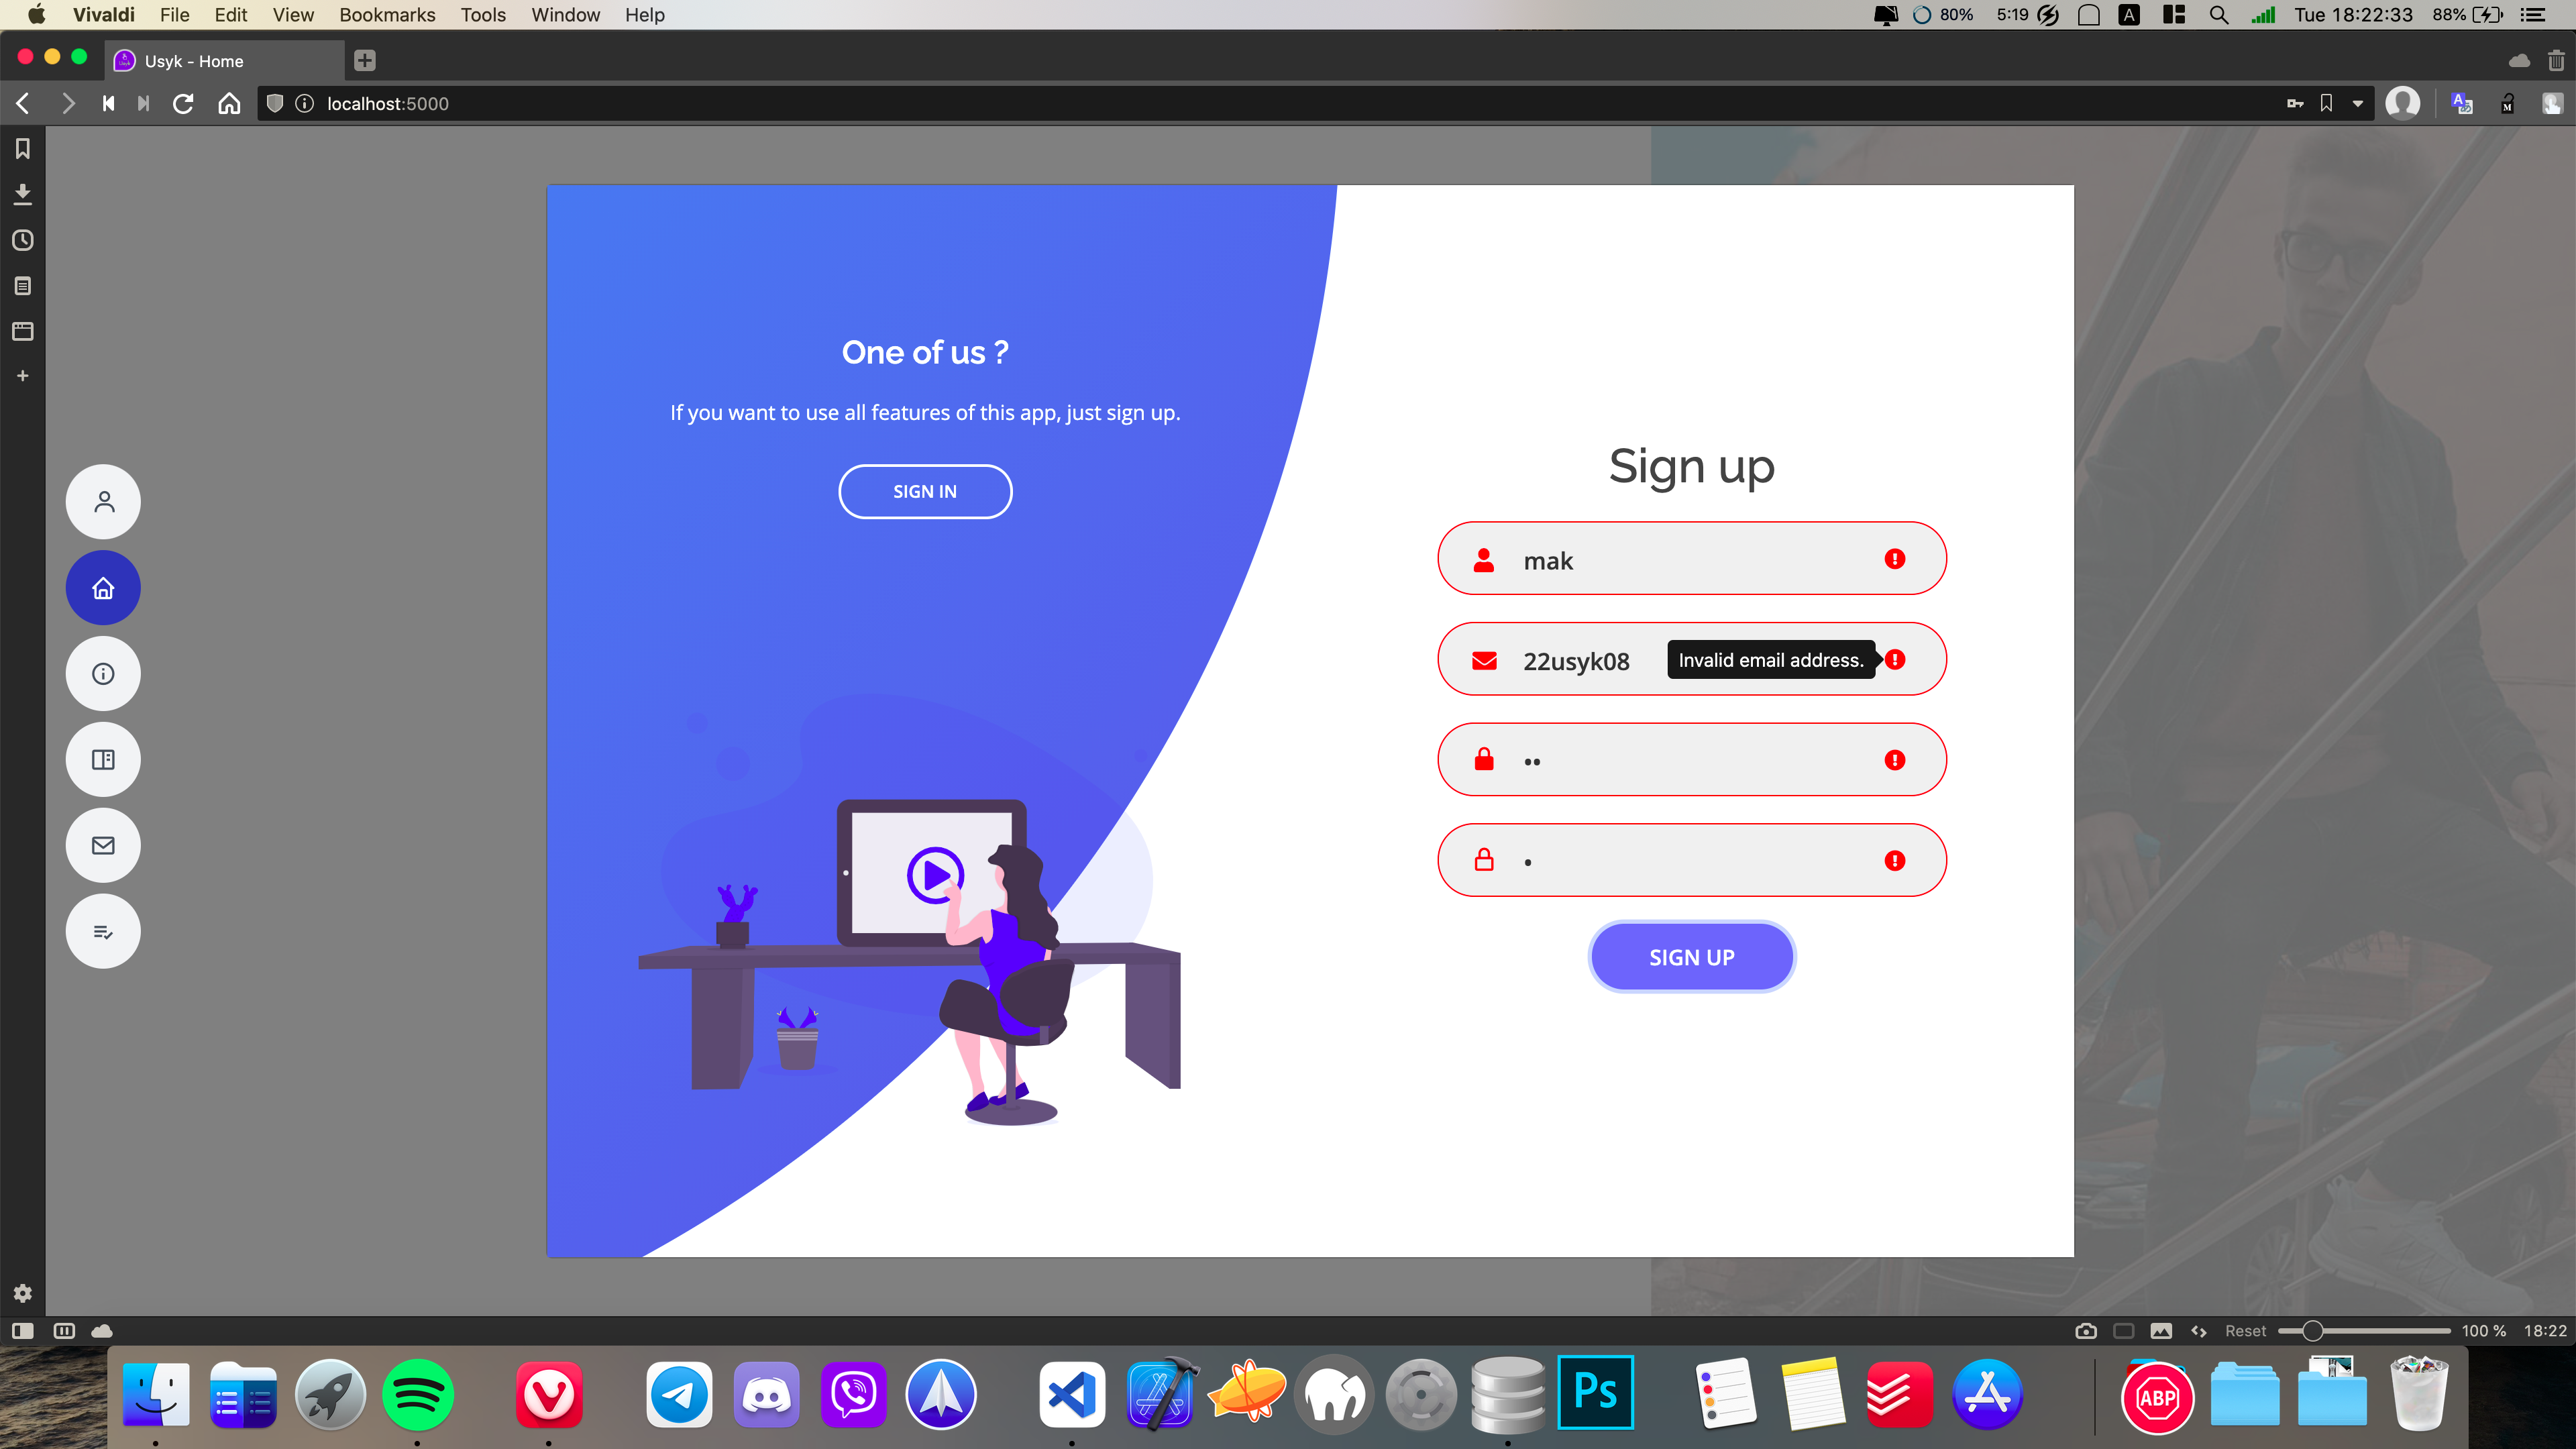 Vivaldi File Edit View Bookmarks Tools Window Help
80% 5:19 A Tue 18:22:33 88%
Usyk - Home
localhost:5000
One of us ?
If you want to use all features of this app, just sign up.
SIGN IN
Sign up
mak
22usyk08
Invalid email address.
••
•
SIGN UP
Reset 100 % 18:22
Ps
ABP